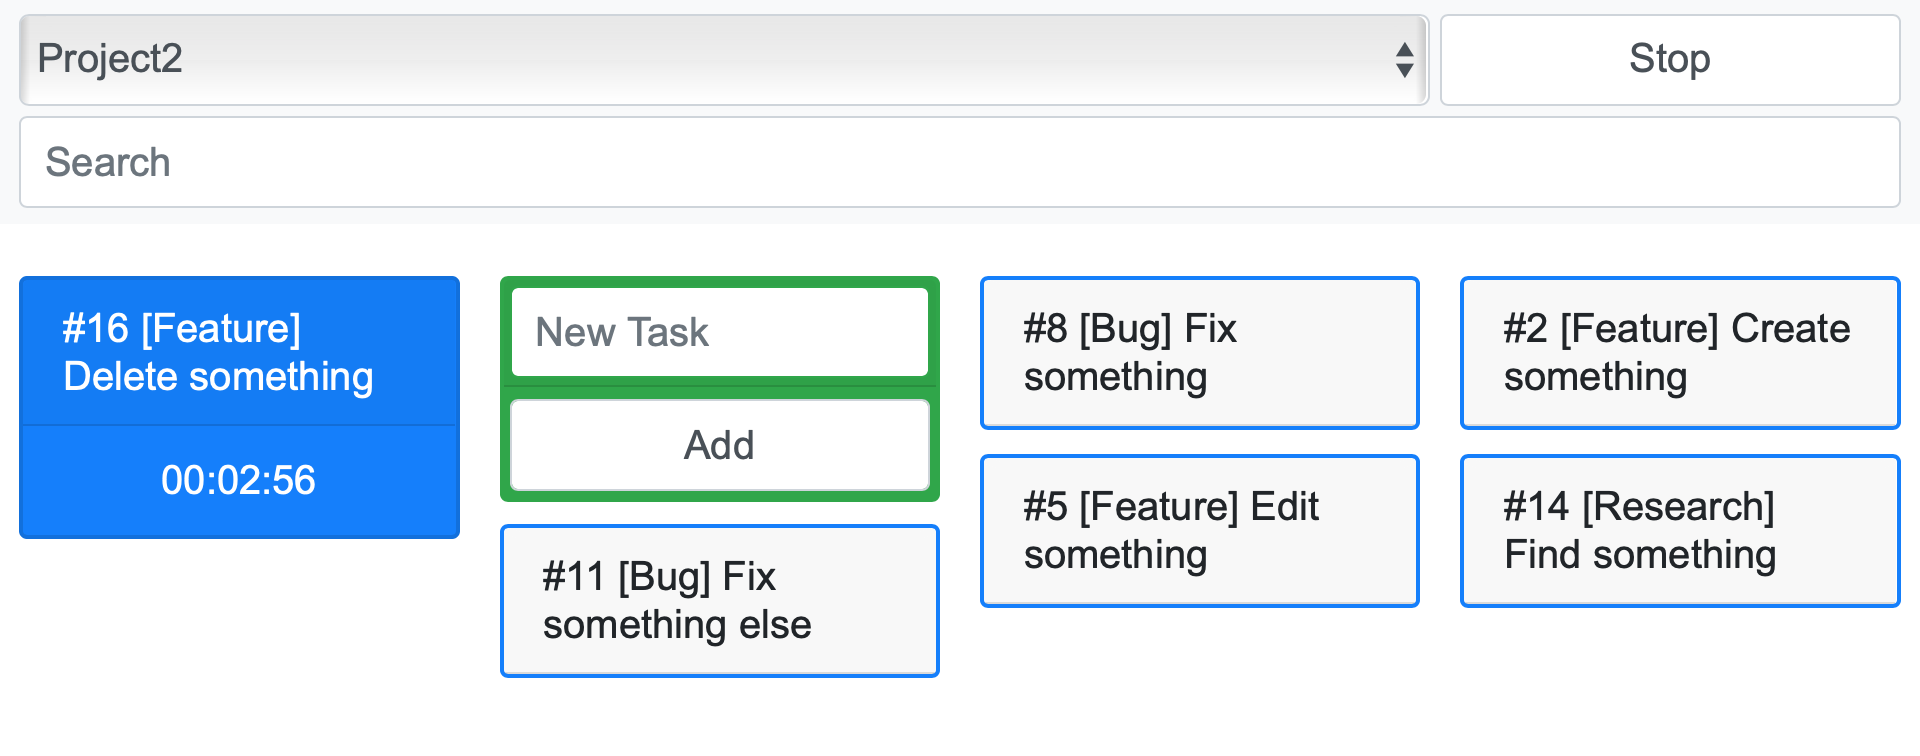 Project2
Stop
Search
#16 [Feature]
Delete something
00:02:56
New Task
Add
#11 [Bug] Fix
something else
#8 [Bug] Fix
something
#5 [Feature] Edit
something
#2 [Feature] Create
something
#14 [Research]
Find something